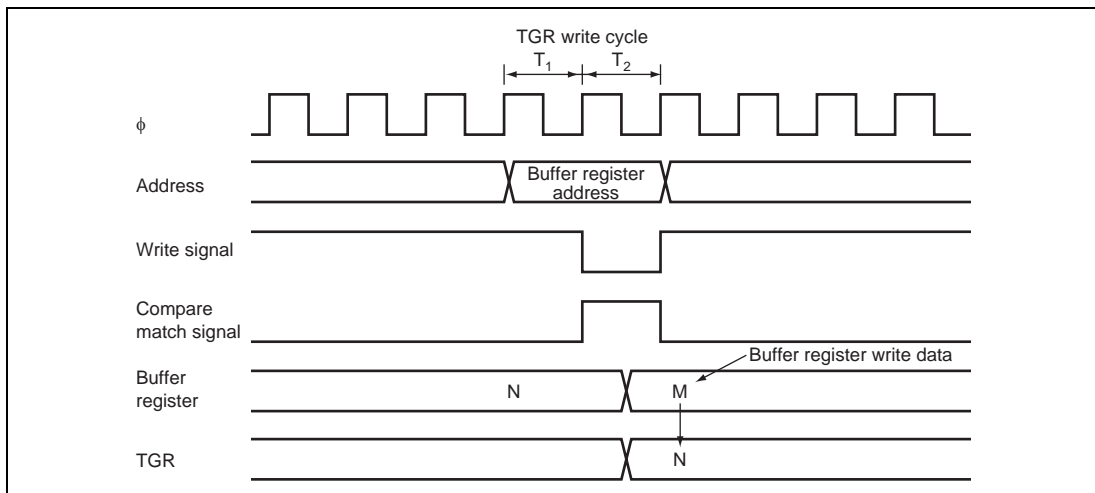 TGR write cycle
T1 T2
ϕ
Address
Buffer register
address
Write signal
Compare
match signal
Buffer register write data
Buffer
register
N M
TGR
N